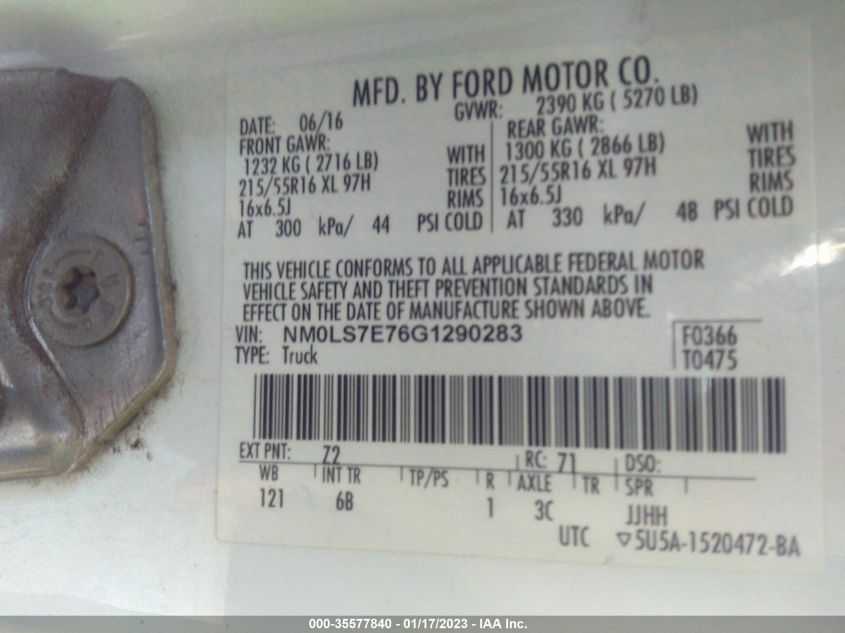 MFD. BY FORD MOTOR CO.
DATE: 06/16 GVWR: 2390 KG ( 5270 LB)
FRONT GAWR: REAR GAWR:
1232 KG ( 2716 LB) WITH 1300 KG ( 2866 LB) WITH
215/55R16 XL 97H TIRES 215/55R16 XL 97H TIRES
16x6.5J RIMS 16x6.5J RIMS
AT 300 kPa/ 44 PSI COLD AT 330 kPa/ 48 PSI COLD
THIS VEHICLE CONFORMS TO ALL APPLICABLE FEDERAL MOTOR
VEHICLE SAFETY AND THEFT PREVENTION STANDARDS IN
EFFECT ON THE DATE OF MANUFACTURE SHOWN ABOVE.
VIN: NM0LS7E76G1290283 F0366
TYPE: Truck T0475
EXT PNT: Z2 RC: 71 DSO:
WB INT TR TP/PS R AXLE TR SPR
121 6B 1 3C JJHH
UTC ▽5U5A-1520472-BA
000-35577840 - 01/17/2023 - IAA Inc.